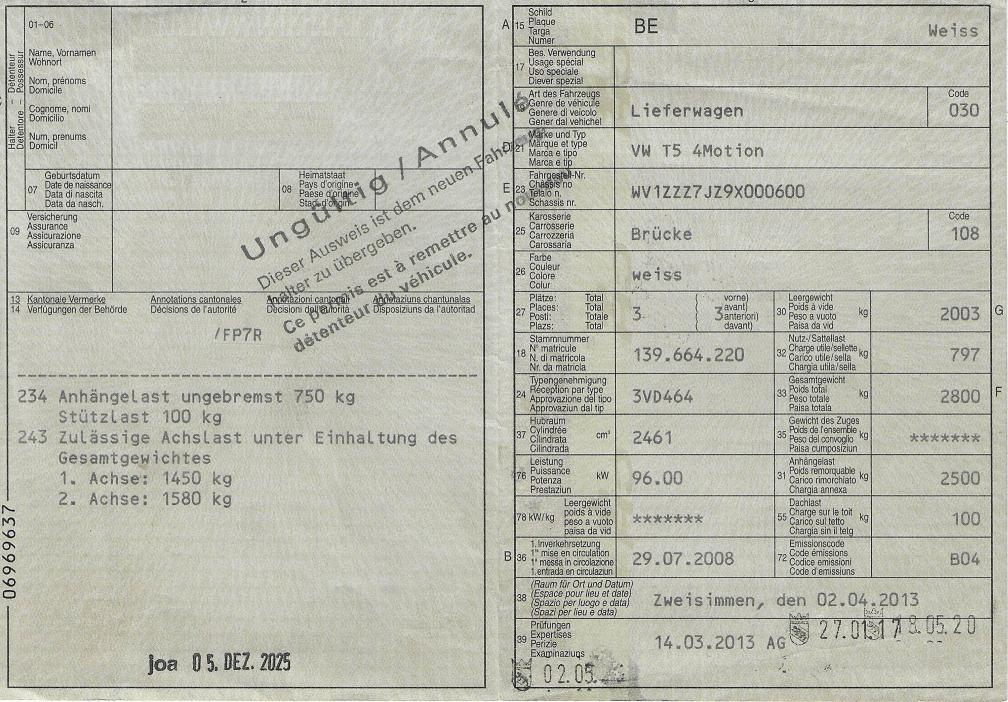 01-06
Halter – Détenteur
Detentore – Possessur
Name, Vornamen
Wohnort
Nom, prénoms
Domicile
Cognome, nomi
Domicilio
Num, prenums
Domicil
07
Geburtsdatum
Date de naissance
Data di nascita
Data da nasch.
08
Heimatstaat
Pays d'origine
Paese d'origine
Stadi d'origin
09
Versicherung
Assurance
Assicurazione
Assicuranza
Ungültig / Annulé
Dieser Ausweis ist dem neuen Fahrzeug-
halter zu übergeben.
Ce permis est à remettre au nouveau
détenteur du véhicule.
13 Kantonale Vermerke Annotations cantonales Annotazioni cantonali Annotaziuns chantunalas
14 Verfügungen der Behörde Décisions de l'autorité Decisioni dell'autorità Disposiziuns da l'autoritad
/FP7R
234 Anhängelast ungebremst 750 kg
Stützlast 100 kg
243 Zulässige Achslast unter Einhaltung des
Gesamtgewichtes
1. Achse: 1450 kg
2. Achse: 1580 kg
06969637
joa 05. DEZ. 2025
A 15
Schild
Plaque
Targa
Numer
BE Weiss
17
Bes. Verwendung
Usage spécial
Uso speciale
Diever spezial
Art des Fahrzeugs
Genre de véhicule
Genere di veicolo
Gener dal vehichel
Lieferwagen
Code
030
D 21
Marke und Typ
Marque et type
Marca e tipo
Marca e tip
VW T5 4Motion
E 23
Fahrgestell-Nr.
Châssis no
Telaio n.
Schassis nr.
WV1ZZZ7JZ9X000600
25
Karosserie
Carrosserie
Carrozzeria
Carossaria
Brücke
Code
108
26
Farbe
Couleur
Colore
Colur
weiss
27
Plätze: Total
Places: Total
Posti: Totale
Plazs: Total
3
( vorne)
avant)
3 anteriori)
( davant)
30
Leergewicht
Poids à vide
Peso a vuoto
Paisa da vid
kg
2003
G
18
Stammnummer
N° matricule
N. di matricola
Nr. da matricla
139.664.220
32
Nutz-/Sattellast
Charge utile/sellette
Carico utile/sella
Chargia utila/sella
kg
797
24
Typengenehmigung
Réception par type
Approvazione del tipo
Approvaziun dal tip
3VD464
33
Gesamtgewicht
Poids total
Peso totale
Paisa totala
kg
2800
F
37
Hubraum
Cylindrée
Cilindrata
Cilindrada
cm³
2461
35
Gewicht des Zuges
Poids de l'ensemble
Peso del convoglio
Paisa cumposiziun
kg
*******
76
Leistung
Puissance
Potenza
Prestaziun
kW
96.00
31
Anhängelast
Poids remorquable
Carico rimorchiato
Chargia annexa
kg
2500
78 kW/kg
Leergewicht
poids à vide
peso a vuoto
paisa da vid
*******
55
Dachlast
Charge sur le toit
Carico sul tetto
Chargia sin il tetg
kg
100
B 36
1. Inverkehrsetzung
1re mise en circulation
1a messa in circolazione
1. entrada en circulaziun
29.07.2008
72
Emissionscode
Code émissions
Codice emissioni
Code d'emissiuns
B04
38
(Raum für Ort und Datum)
(Espace pour lieu et date)
(Spazio per luogo e data)
(Spazi per lieu e data)
Zweisimmen, den 02.04.2013
39
Prüfungen
Expertises
Perizie
Examinaziuns
14.03.2013 AG
27.01.17
18.05.20
02.05.